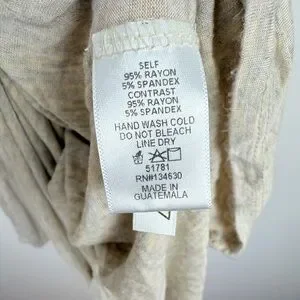 SELF
95% RAYON
5% SPANDEX
CONTRAST
95% RAYON
5% SPANDEX
HAND WASH COLD
DO NOT BLEACH
LINE DRY
51781
RN#134630
MADE IN
GUATEMALA